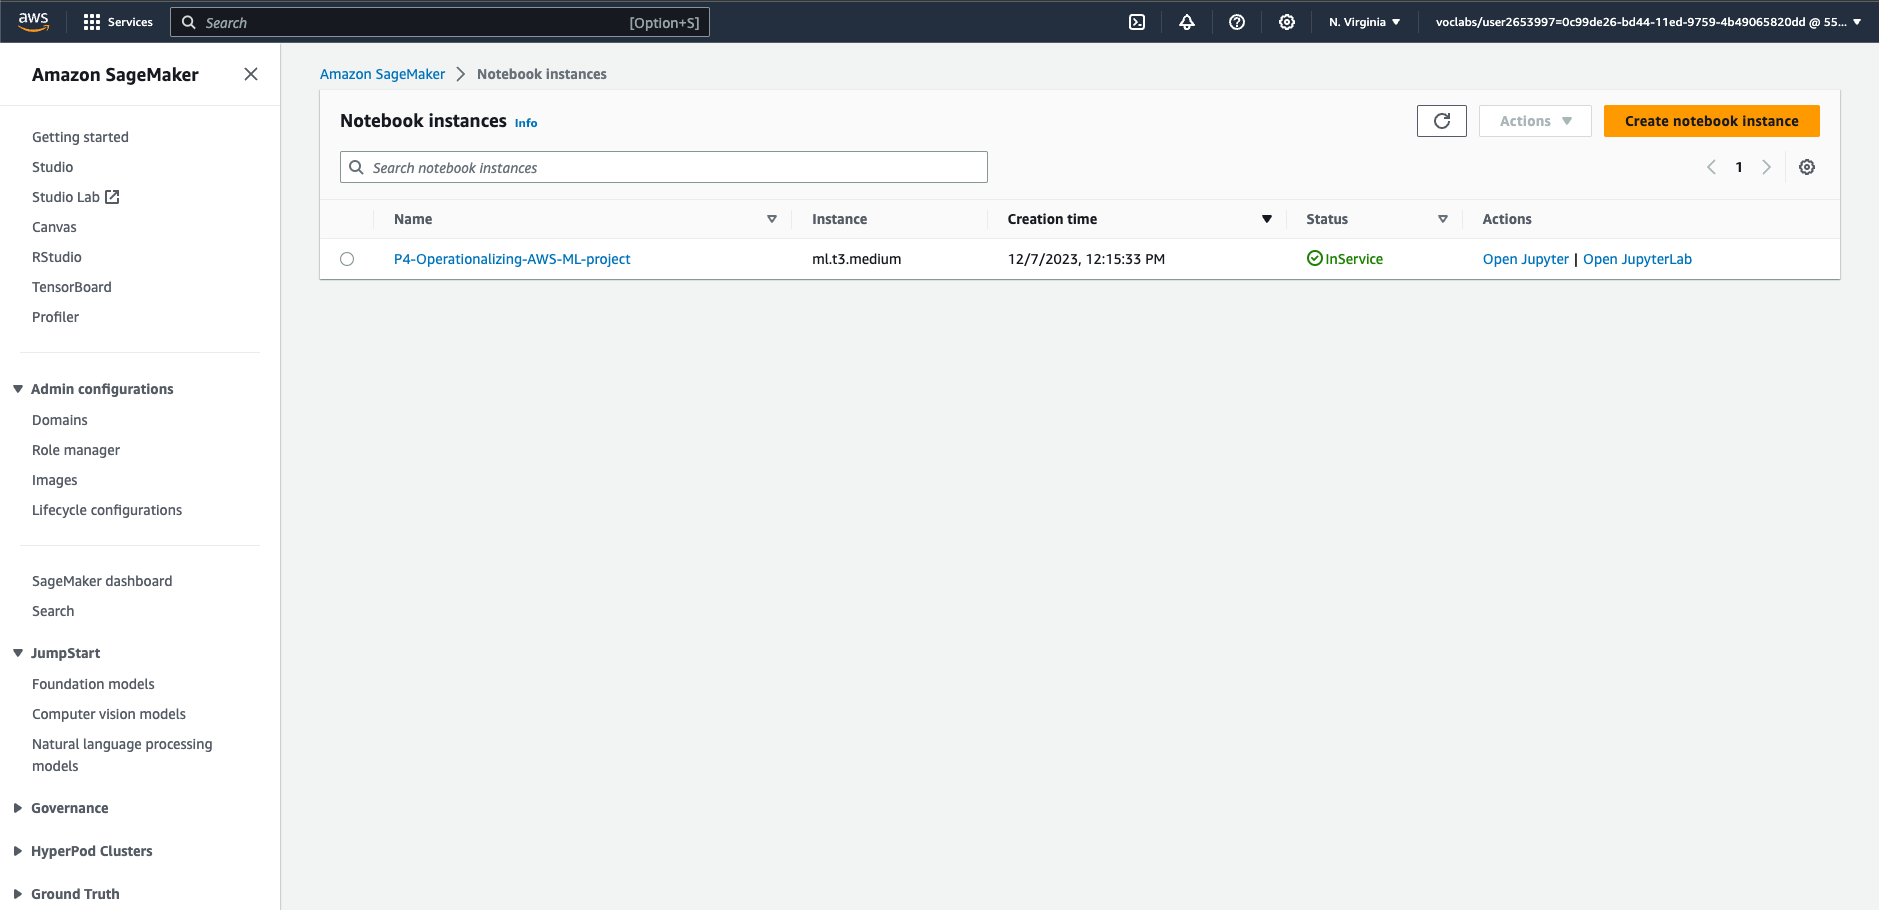 aws
Services
Search [Option+S]
N. Virginia
voclabs/user2653997=0c99de26-bd44-11ed-9759-4b49065820dd @ 55...
Amazon SageMaker
Getting started
Studio
Studio Lab
Canvas
RStudio
TensorBoard
Profiler
Admin configurations
Domains
Role manager
Images
Lifecycle configurations
SageMaker dashboard
Search
JumpStart
Foundation models
Computer vision models
Natural language processing
models
Governance
HyperPod Clusters
Ground Truth
Amazon SageMaker > Notebook instances
Notebook instances Info
Actions
Create notebook instance
Search notebook instances
1
Name Instance Creation time Status Actions
P4-Operationalizing-AWS-ML-project ml.t3.medium 12/7/2023, 12:15:33 PM InService Open Jupyter | Open JupyterLab